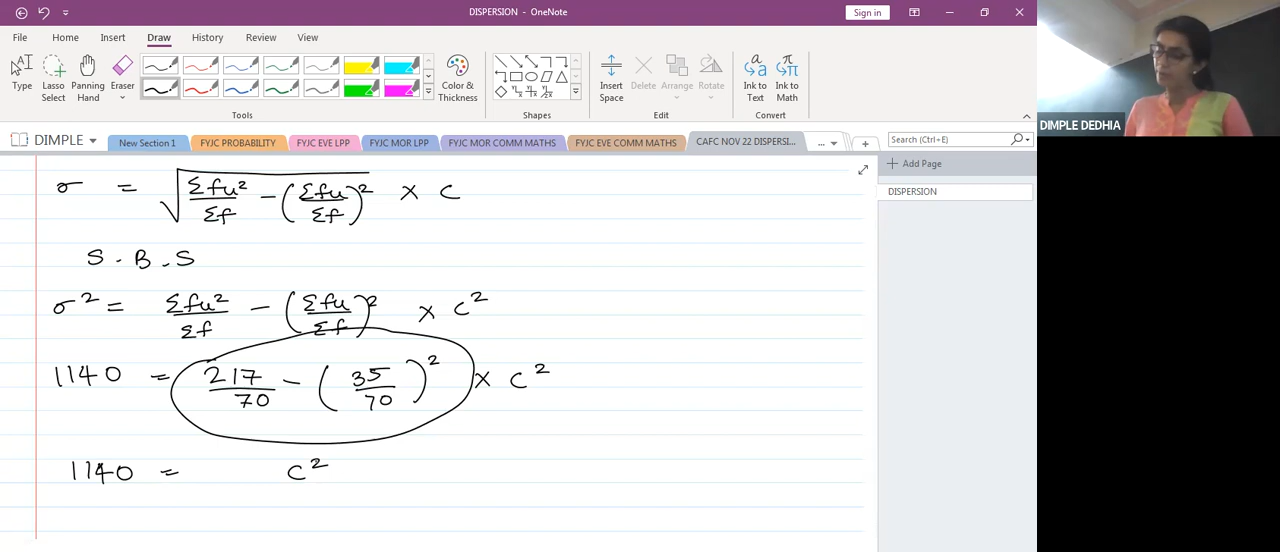 DISPERSION - OneNote
Sign in
File Home Insert Draw History Review View
Type
Lasso Select
Panning Hand
Eraser
Color & Thickness
Insert Space
Delete
Arrange
Rotate
Ink to Text
Ink to Math
Tools
Shapes
Edit
Convert
DIMPLE
New Section 1
FYJC PROBABILITY
FYJC EVE LPP
FYJC MOR LPP
FYJC MOR COMM MATHS
FYJC EVE COMM MATHS
CAFC NOV 22 DISPERSI...
...
Search (Ctrl+E)
Add Page
DISPERSION
DIMPLE DEDHIA
σ = √(Σfu²/Σf - (Σfu/Σf)²) × c
S . B . S
σ² = Σfu²/Σf - (Σfu/Σf)² × c²
1140 = 217/70 - (35/70)² × c²
1140 = c²